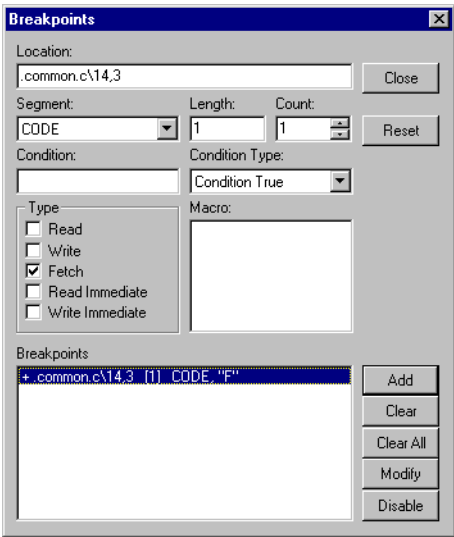 Breakpoints
Location:
.common.c\14,3
Close
Segment:
Length:
Count:
CODE
1
1
Reset
Condition:
Condition Type:
Condition True
Type
Macro:
Read
Write
Fetch
Read Immediate
Write Immediate
Breakpoints
+ .common.c\14,3 [1] CODE, "F"
Add
Clear
Clear All
Modify
Disable